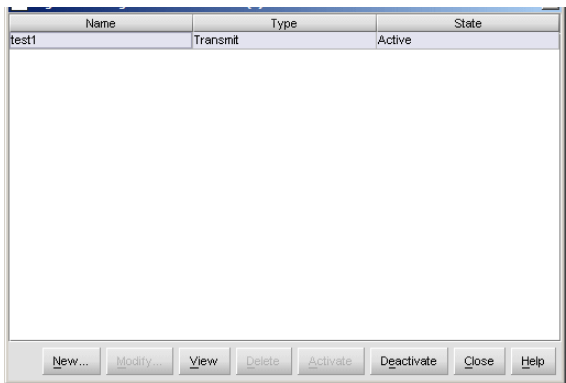 Name Type State
test1 Transmit Active
New... Modify... View Delete Activate Deactivate Close Help